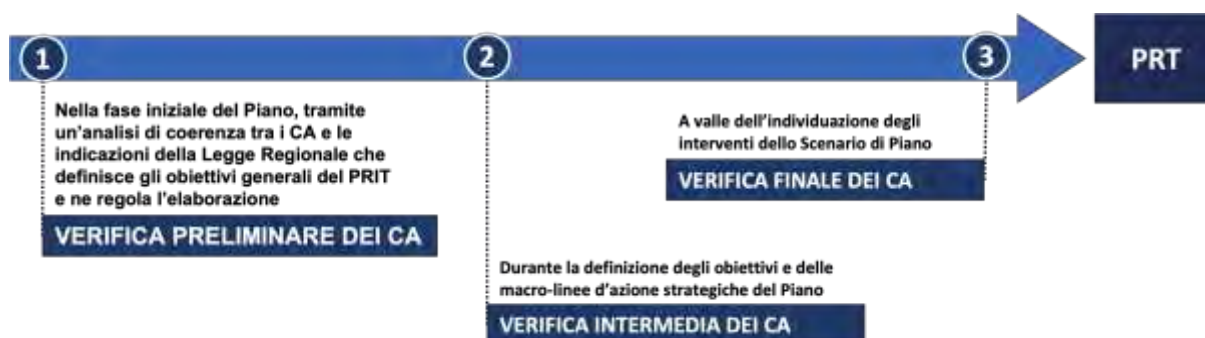 1
2
3
PRT
Nella fase iniziale del Piano, tramite
un'analisi di coerenza tra i CA e le
indicazioni della Legge Regionale che
definisce gli obiettivi generali del PRIT
e ne regola l'elaborazione
VERIFICA PRELIMINARE DEI CA
A valle dell'individuazione degli
interventi dello Scenario di Piano
VERIFICA FINALE DEI CA
Durante la definizione degli obiettivi e delle
macro-linee d'azione strategiche del Piano
VERIFICA INTERMEDIA DEI CA